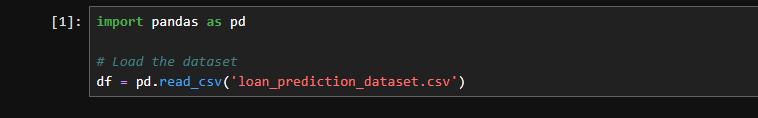 [1]: import pandas as pd
# Load the dataset
df = pd.read_csv('loan_prediction_dataset.csv')